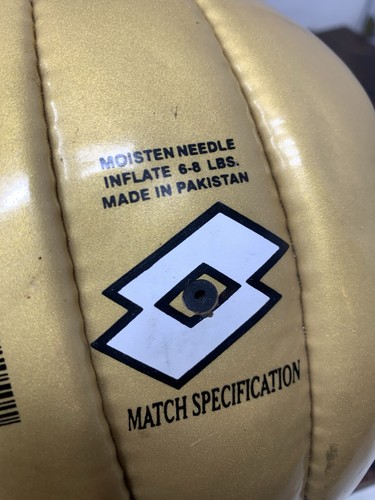 MOISTEN NEEDLE
INFLATE 6-8 LBS.
MADE IN PAKISTAN
MATCH SPECIFICATION